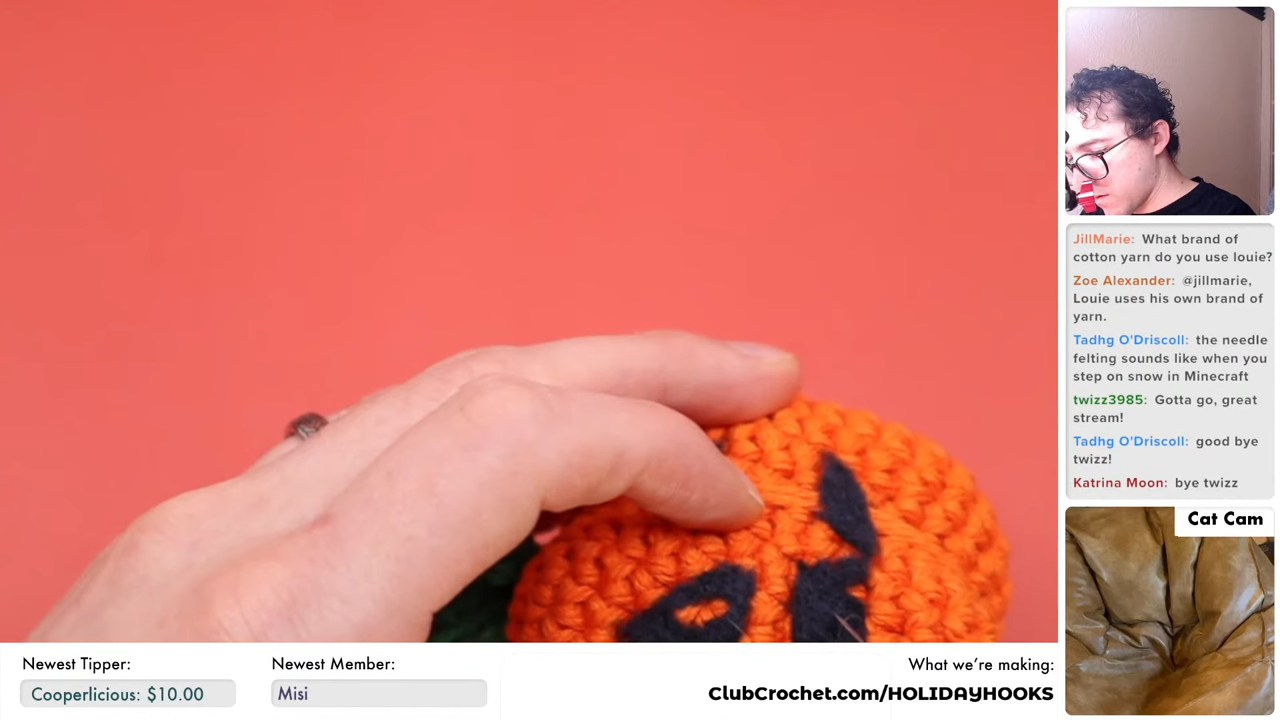 JillMarie: What brand of
cotton yarn do you use louie?
Zoe Alexander: @jillmarie,
Louie uses his own brand of
yarn.
Tadhg O'Driscoll: the needle
felting sounds like when you
step on snow in Minecraft
twizz3985: Gotta go, great
stream!
Tadhg O'Driscoll: good bye
twizz!
Katrina Moon: bye twizz
Cat Cam
Newest Tipper:
Cooperlicious: $10.00
Newest Member:
Misi
What we're making:
ClubCrochet.com/HOLIDAYHOOKS